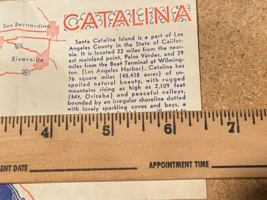 CATALINA
San Bernardino
Riverside
Santa Catalina Island is a part of Los
Angeles County in the State of Califor-
nia. It is located 22 miles from the near-
est mainland point, Palos Verdes, and 29
miles from the Boat Terminal at Wilming-
ton, (Los Angeles Harbor). Catalina has
76 square miles (48,438 acres) of un-
spoiled natural beauty, with rugged
mountains rising as high as 2,109 feet
(Mt. Orizaba) and peaceful valleys,
bounded by an irregular shoreline dotted
with lovely sparkling coves and bays, a
4 5 6 7
ENT DATE
APPOINTMENT TIME